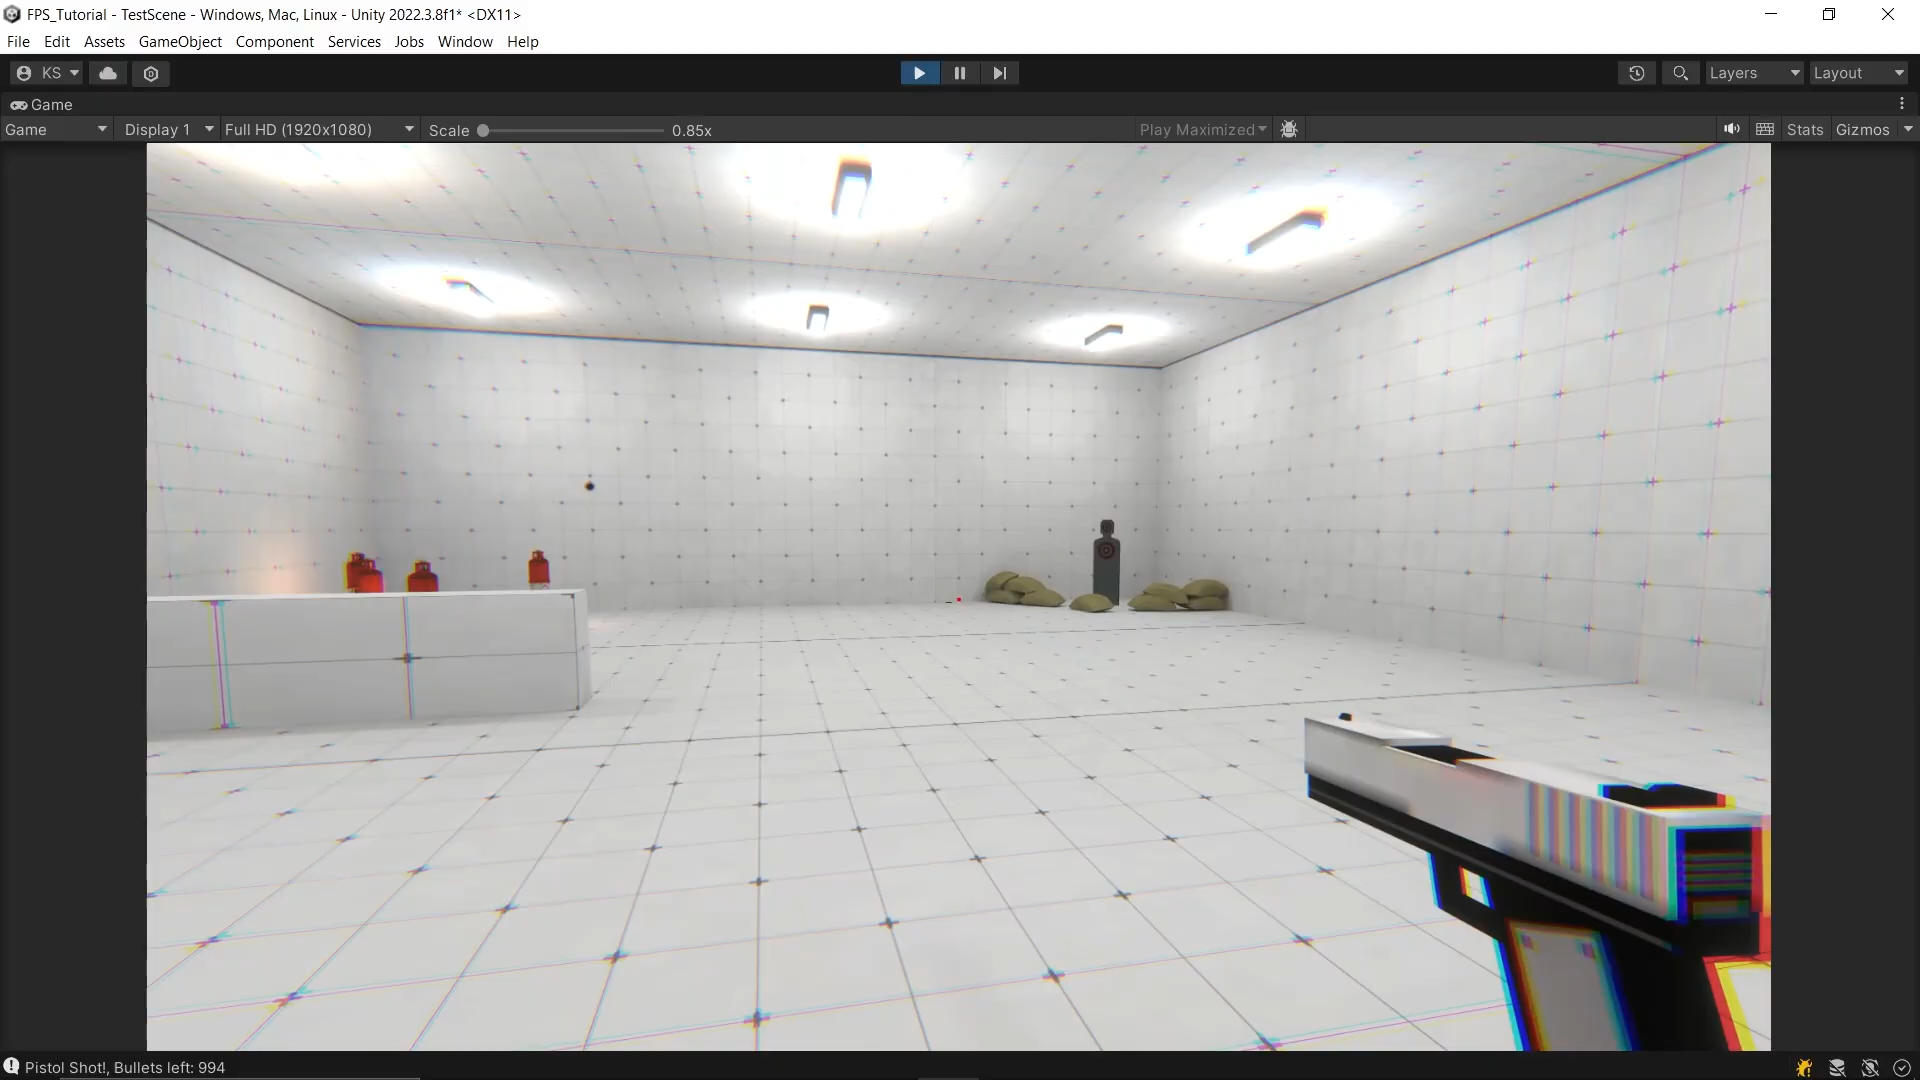 FPS_Tutorial - TestScene - Windows, Mac, Linux - Unity 2022.3.8f1* <DX11>
File Edit Assets GameObject Component Services Jobs Window Help
KS Layers Layout
Game
Game Display 1 Full HD (1920x1080) Scale 0.85x Play Maximized Stats Gizmos
Pistol Shot!, Bullets left: 994